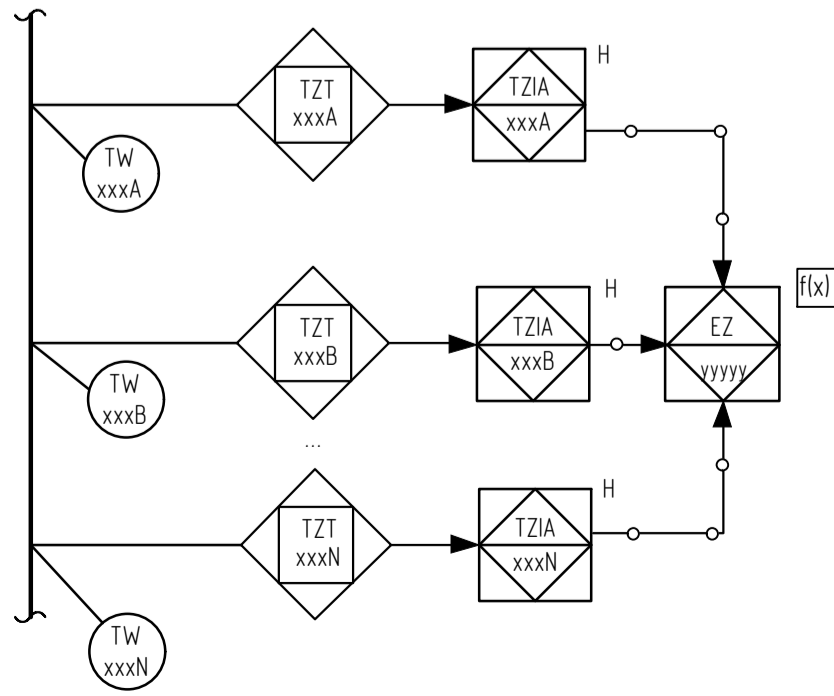 TZT
xxxA
TZIA
xxxA
H
TW
xxxA
TZT
xxxB
TZIA
xxxB
H
EZ
yyyyy
f(x)
TW
xxxB
...
TZT
xxxN
TZIA
xxxN
H
TW
xxxN